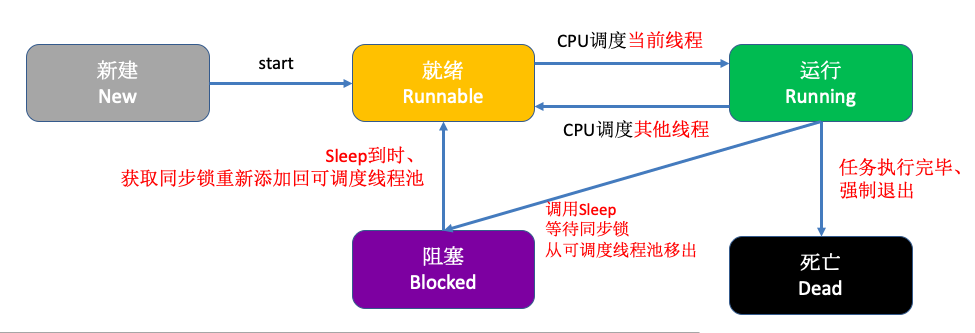 新建
New
start
就绪
Runnable
CPU调度当前线程
运行
Running
CPU调度其他线程
Sleep到时、
获取同步锁重新添加回可调度线程池
调用Sleep
等待同步锁
从可调度线程池移出
任务执行完毕、
强制退出
阻塞
Blocked
死亡
Dead